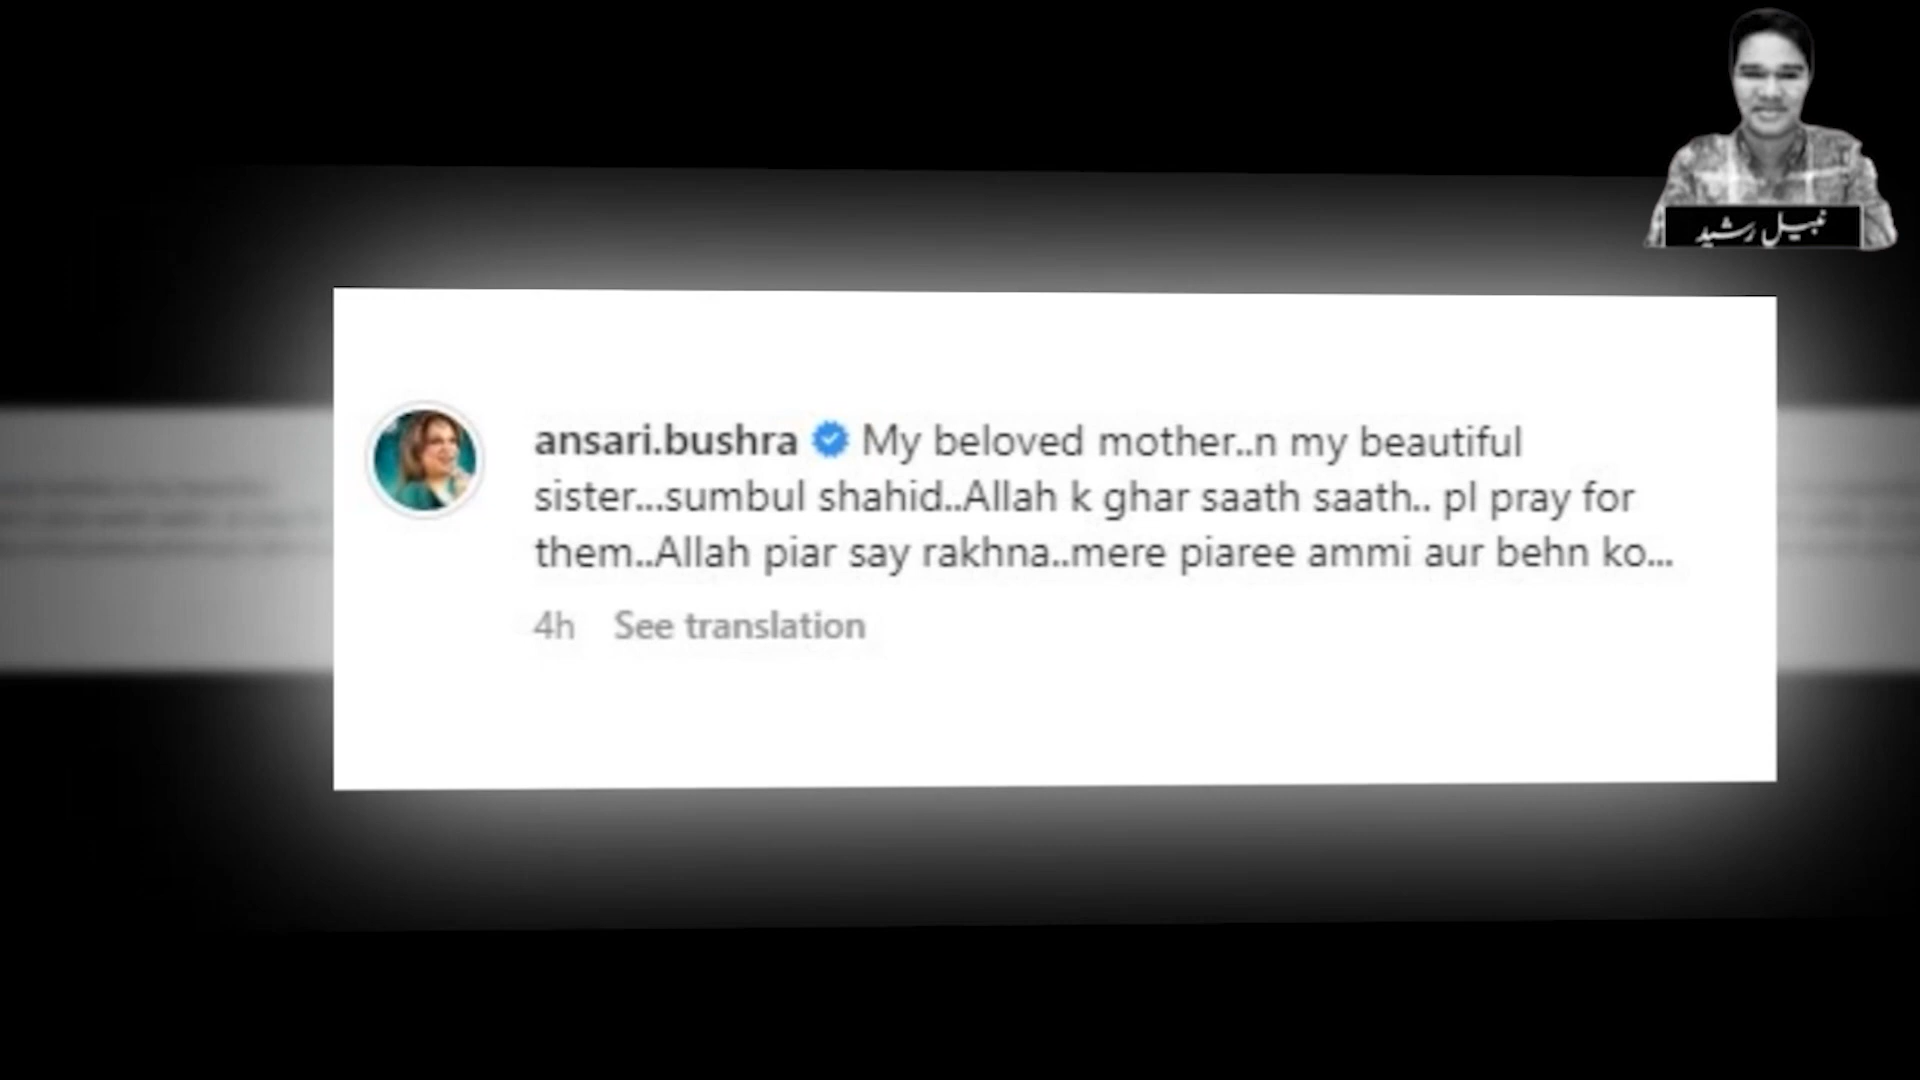 نبیل رشید
ansari.bushra My beloved mother..n my beautiful
sister...sumbul shahid..Allah k ghar saath saath.. pl pray for
them..Allah piar say rakhna..mere piaree ammi aur behn ko...
4h See translation